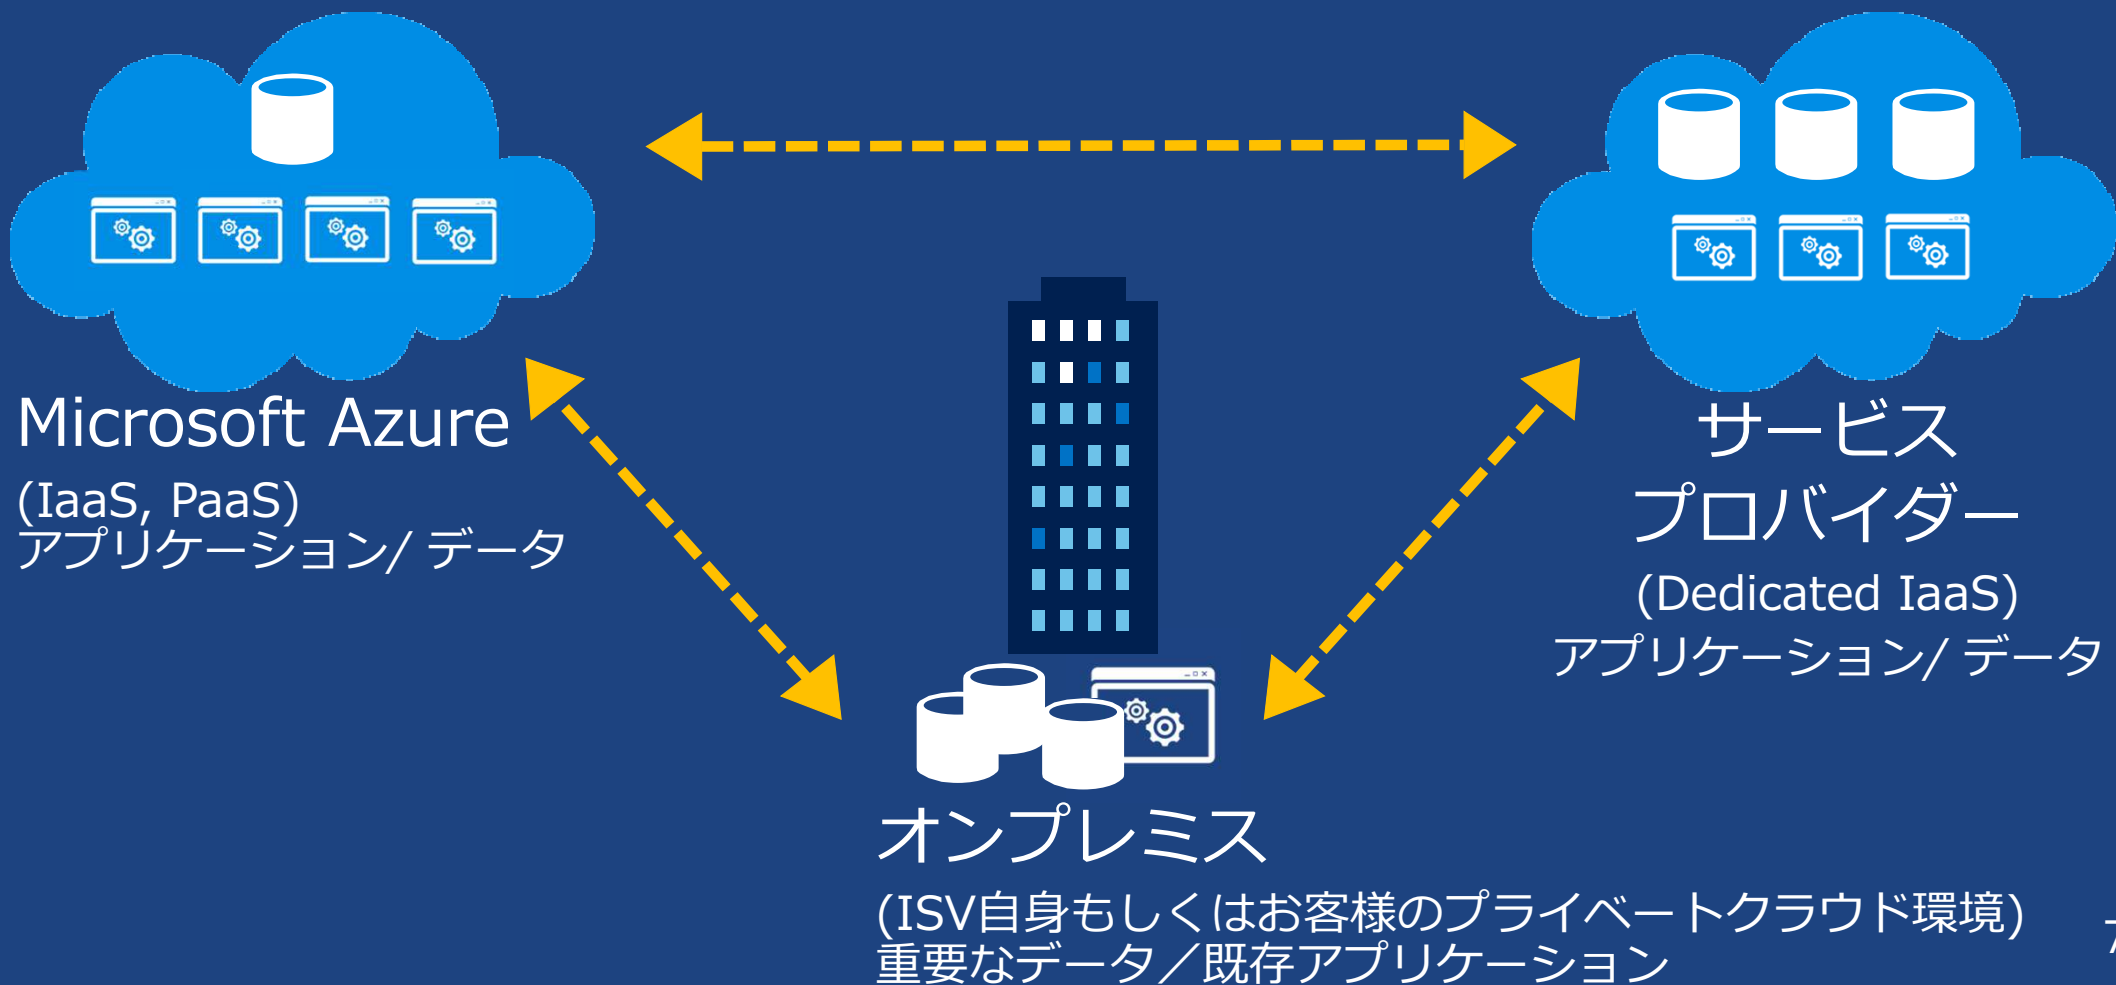 Microsoft Azure
(IaaS, PaaS)
アプリケーション/ データ
サービス
プロバイダー
(Dedicated IaaS)
アプリケーション/ データ
オンプレミス
(ISV自身もしくはお客様のプライベートクラウド環境)
重要なデータ／既存アプリケーション